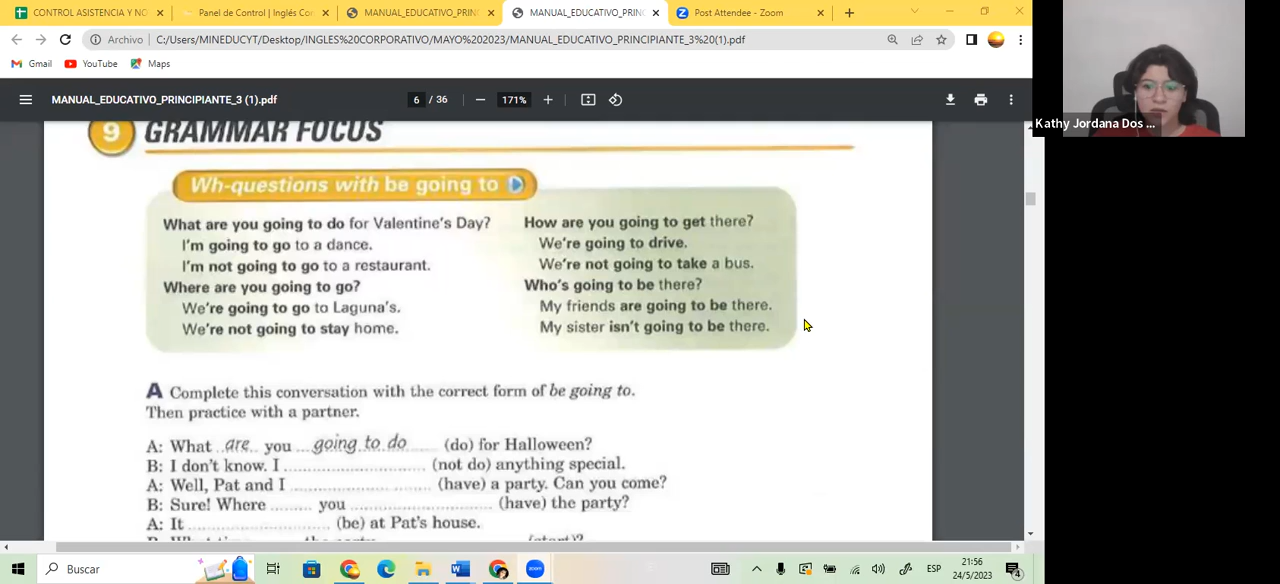 CONTROL ASISTENCIA Y NO
Panel de Control | Inglés Cor
MANUAL_EDUCATIVO_PRIN
MANUAL_EDUCATIVO_PRINC
Post Attendee - Zoom
Archivo
C:/Users/MINEDUCYT/Desktop/INGLES%20CORPORATIVO/MAYO%202023/MANUAL_EDUCATIVO_PRINCIPIANTE_3%20(1).pdf
Gmail
YouTube
Maps
MANUAL_EDUCATIVO_PRINCIPIANTE_3 (1).pdf
6 / 36
171%
Kathy Jordana Dos ...
9 GRAMMAR FOCUS
Wh-questions with be going to
What are you going to do for Valentine's Day?
I'm going to go to a dance.
I'm not going to go to a restaurant.
Where are you going to go?
We're going to go to Laguna's.
We're not going to stay home.
How are you going to get there?
We're going to drive.
We're not going to take a bus.
Who's going to be there?
My friends are going to be there.
My sister isn't going to be there.
A Complete this conversation with the correct form of be going to.
Then practice with a partner.
A: What ..are.. you ...going to do...... (do) for Halloween?
B: I don't know. I .............................. (not do) anything special.
A: Well, Pat and I .............................. (have) a party. Can you come?
B: Sure! Where ......... you .............................. (have) the party?
A: It .............................. (be) at Pat's house.
(start)?
Buscar
ESP
21:56
24/5/2023
4